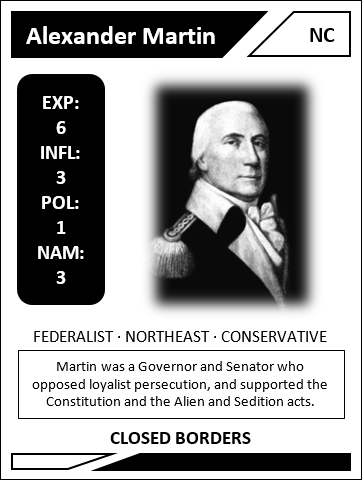 Alexander Martin
NC
EXP:
6
INFL:
3
POL:
1
NAM:
3
FEDERALIST · NORTHEAST · CONSERVATIVE
Martin was a Governor and Senator who
opposed loyalist persecution, and supported the
Constitution and the Alien and Sedition acts.
CLOSED BORDERS